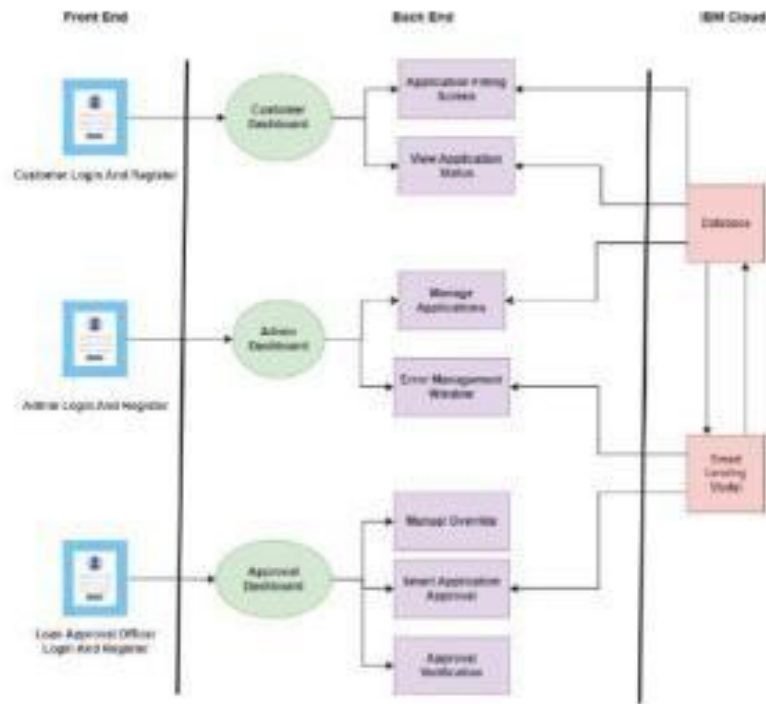 Front End
Back End
IBM Cloud
Customer Login And Register
Customer
Dashboard
Application Filling
Screen
View Application
Status
Database
Admin Login And Register
Admin
Dashboard
Manage
Applications
Error Management
Window
Smart
Lending
Model
Loan Approval Officer
Login And Register
Approval
Dashboard
Manual Override
Smart Application
Approval
Approval
Verification